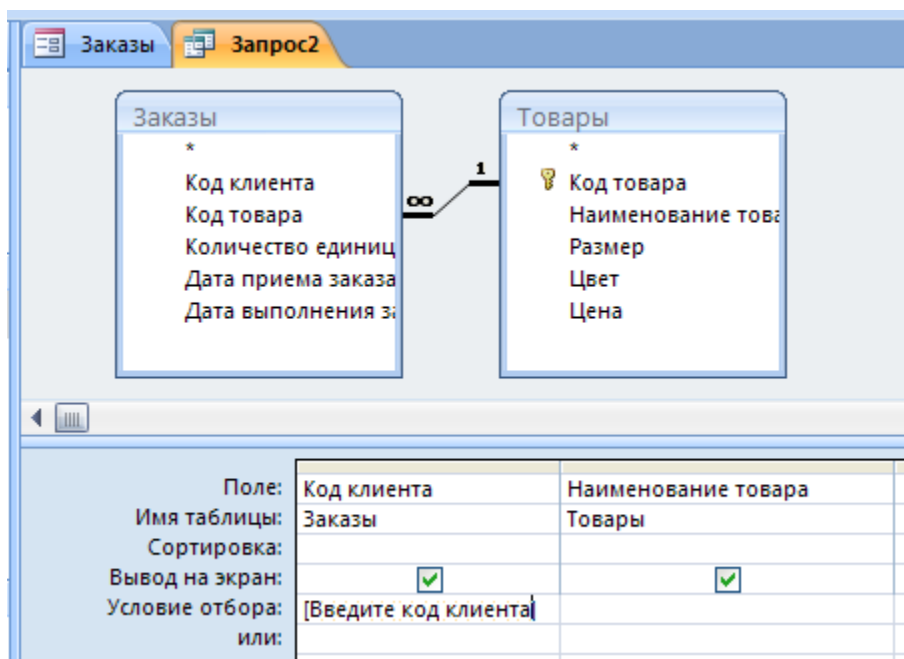 Заказы Запрос2
Заказы Товары
* *
1
Код клиента Код товара
∞
Код товара Наименование това
Количество единиц Размер
Дата приема заказа Цвет
Дата выполнения за Цена
Поле: Код клиента Наименование товара
Имя таблицы: Заказы Товары
Сортировка:
Вывод на экран:
Условие отбора: [Введите код клиента
или: